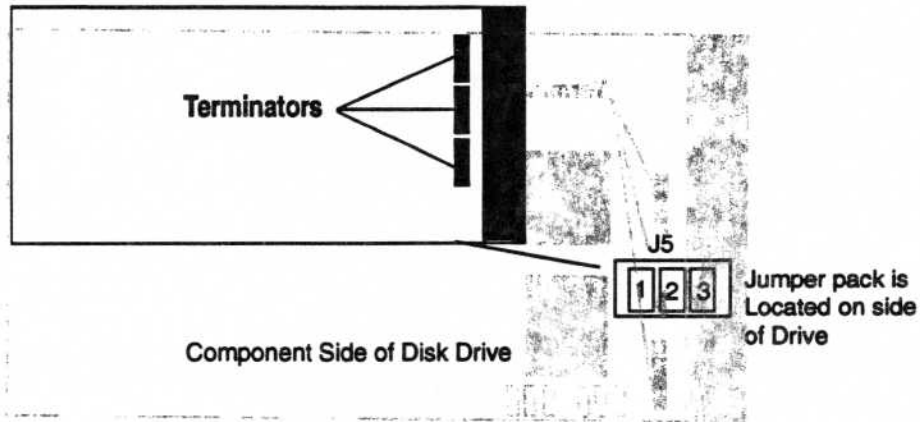 Terminators
J5
1 2 3
Jumper pack is
Located on side
of Drive
Component Side of Disk Drive